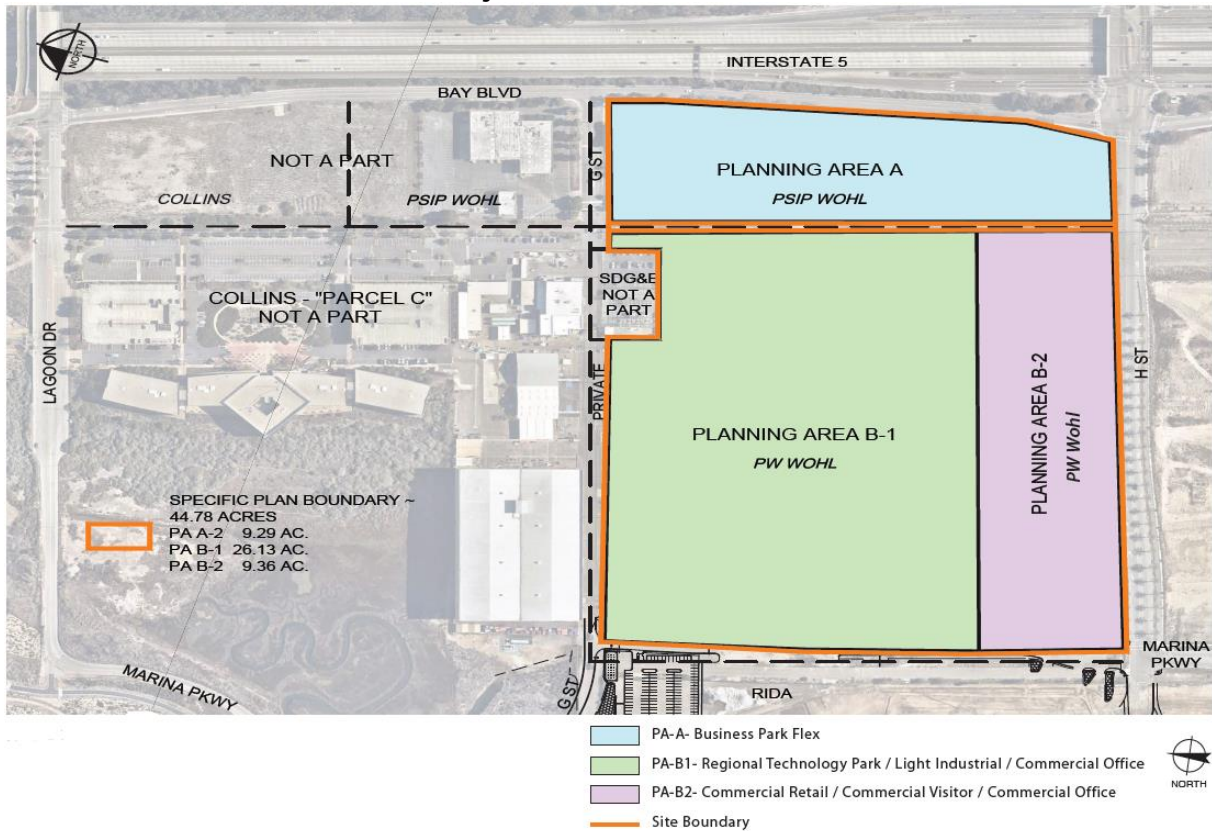 NORTH
INTERSTATE 5
BAY BLVD
NOT A PART
G ST
PLANNING AREA A
COLLINS
PSIP WOHL
PSIP WOHL
SDG&E
NOT A
PART
COLLINS - "PARCEL C"
NOT A PART
LAGOON DR
PRIVATE
PLANNING AREA B-1
PW WOHL
PLANNING AREA B-2
PW Wohl
H ST
SPECIFIC PLAN BOUNDARY ~
44.78 ACRES
PA A-2 9.29 AC.
PA B-1 26.13 AC.
PA B-2 9.36 AC.
MARINA PKWY
G ST
RIDA
MARINA
PKWY
PA-A- Business Park Flex
PA-B1- Regional Technology Park / Light Industrial / Commercial Office
PA-B2- Commercial Retail / Commercial Visitor / Commercial Office
Site Boundary
NORTH